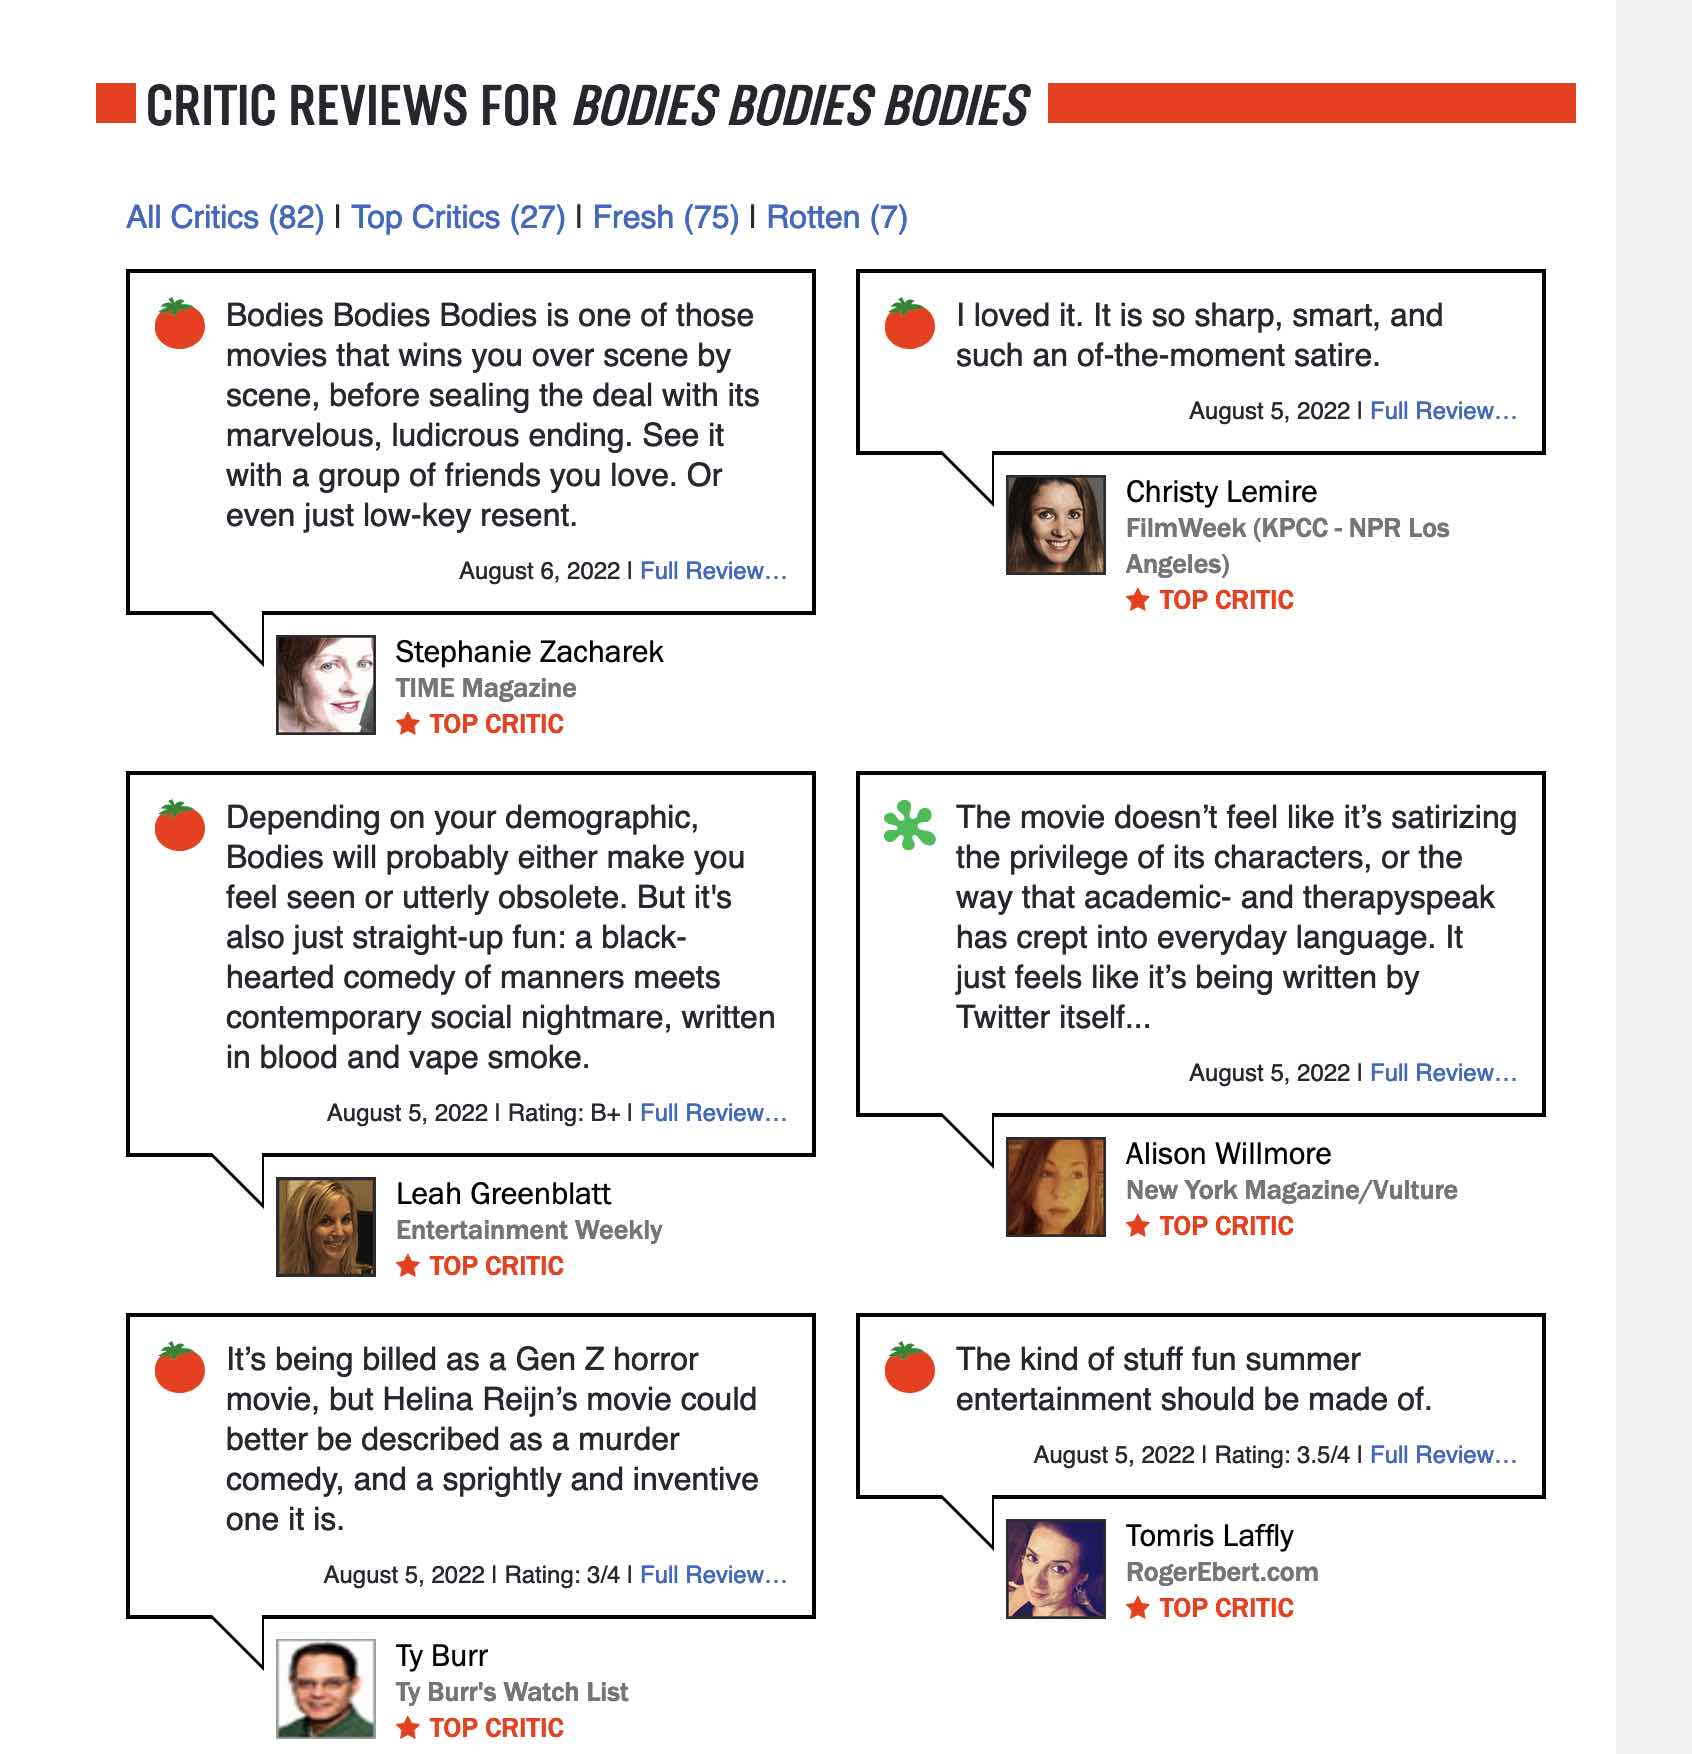 CRITIC REVIEWS FOR BODIES BODIES BODIES
All Critics (82) | Top Critics (27) | Fresh (75) | Rotten (7)
Bodies Bodies Bodies is one of those
movies that wins you over scene by
scene, before sealing the deal with its
marvelous, ludicrous ending. See it
with a group of friends you love. Or
even just low-key resent.
August 6, 2022 | Full Review…
Stephanie Zacharek
TIME Magazine
TOP CRITIC
I loved it. It is so sharp, smart, and
such an of-the-moment satire.
August 5, 2022 | Full Review…
Christy Lemire
FilmWeek (KPCC - NPR Los
Angeles)
TOP CRITIC
Depending on your demographic,
Bodies will probably either make you
feel seen or utterly obsolete. But it's
also just straight-up fun: a black-
hearted comedy of manners meets
contemporary social nightmare, written
in blood and vape smoke.
August 5, 2022 | Rating: B+ | Full Review…
Leah Greenblatt
Entertainment Weekly
TOP CRITIC
The movie doesn’t feel like it’s satirizing
the privilege of its characters, or the
way that academic- and therapyspeak
has crept into everyday language. It
just feels like it’s being written by
Twitter itself...
August 5, 2022 | Full Review…
Alison Willmore
New York Magazine/Vulture
TOP CRITIC
It’s being billed as a Gen Z horror
movie, but Helina Reijn’s movie could
better be described as a murder
comedy, and a sprightly and inventive
one it is.
August 5, 2022 | Rating: 3/4 | Full Review…
Ty Burr
Ty Burr's Watch List
TOP CRITIC
The kind of stuff fun summer
entertainment should be made of.
August 5, 2022 | Rating: 3.5/4 | Full Review…
Tomris Laffly
RogerEbert.com
TOP CRITIC